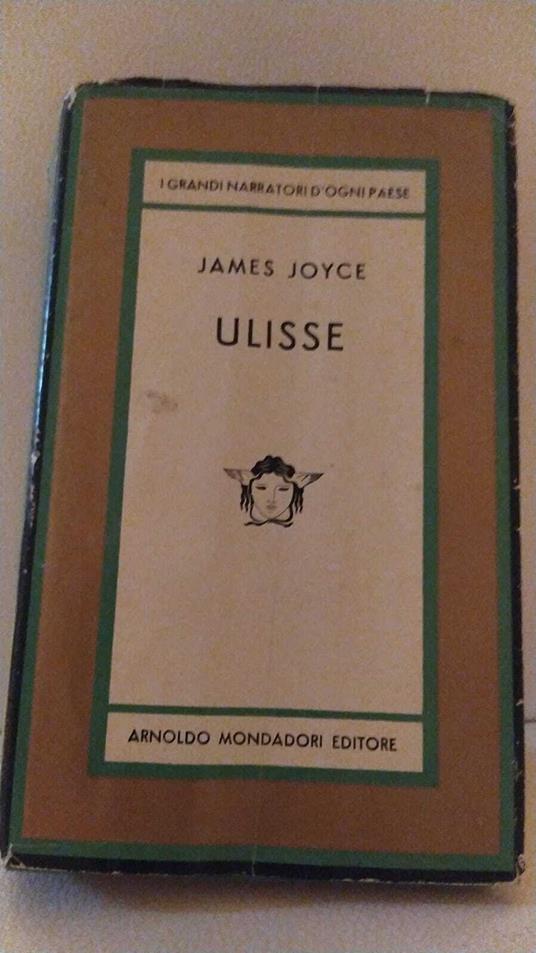 I GRANDI NARRATORI D'OGNI PAESE
JAMES JOYCE
ULISSE
ARNOLDO MONDADORI EDITORE